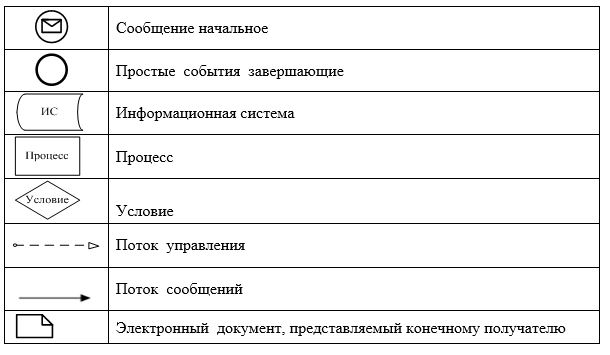 Сообщение начальное
Простые события завершающие
ИС
Информационная система
Процесс
Процесс
Условие
Условие
Поток управления
Поток сообщений
Электронный документ, представляемый конечному получателю